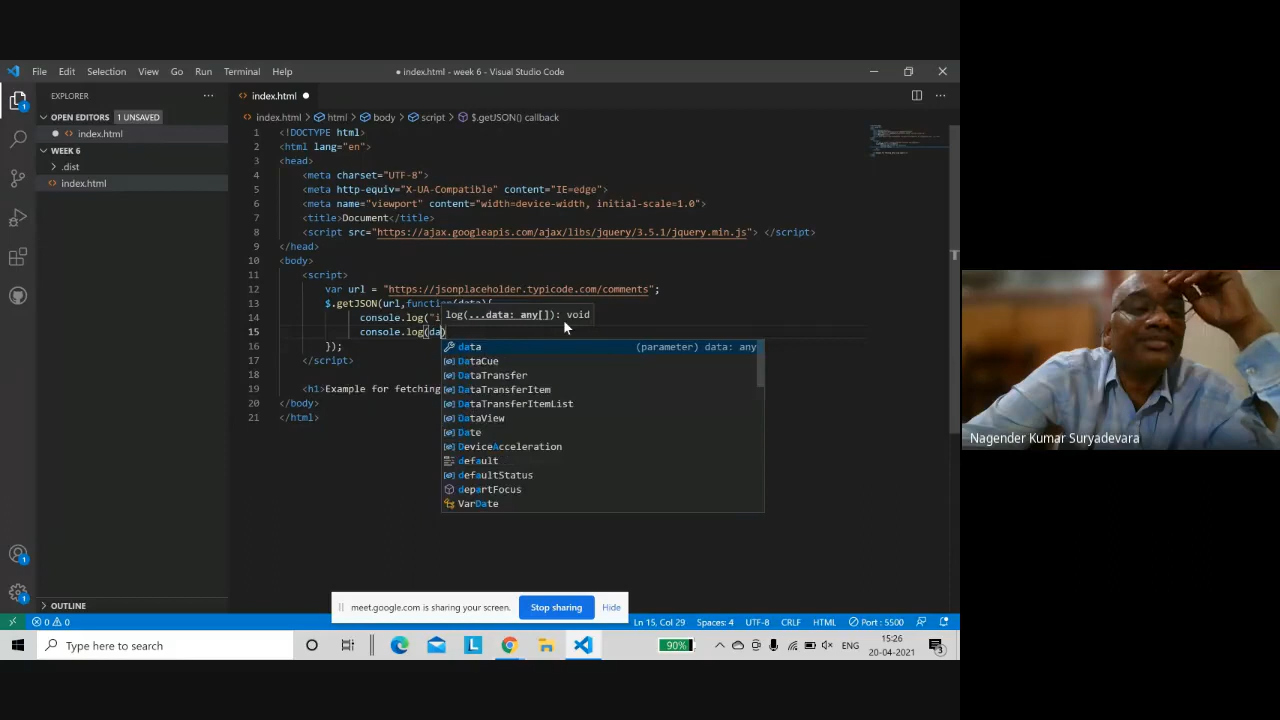 File Edit Selection View Go Run Terminal Help
● index.html - week 6 - Visual Studio Code
EXPLORER
OPEN EDITORS 1 UNSAVED
index.html
WEEK 6
.dist
index.html
OUTLINE
index.html
index.html > html > body > script > $.getJSON() callback
1 <!DOCTYPE html>
2 <html lang="en">
3 <head>
4 <meta charset="UTF-8">
5 <meta http-equiv="X-UA-Compatible" content="IE=edge">
6 <meta name="viewport" content="width=device-width, initial-scale=1.0">
7 <title>Document</title>
8 <script src="https://ajax.googleapis.com/ajax/libs/jquery/3.5.1/jquery.min.js"> </script>
9 </head>
10 <body>
11 <script>
12 var url = "https://jsonplaceholder.typicode.com/comments";
13 $.getJSON(url,function(data){
14 console.log("i
log(...data: any[]): void
15 console.log(da)
16 });
17 </script>
18
19 <h1>Example for fetching
20 </body>
21 </html>
data (parameter) data: any
DataCue
DataTransfer
DataTransferItem
DataTransferItemList
DataView
Date
DeviceAcceleration
default
defaultStatus
departFocus
VarDate
meet.google.com is sharing your screen. Stop sharing Hide
0 0 Ln 15, Col 29 Spaces: 4 UTF-8 CRLF HTML Port : 5500
Type here to search
90%
ENG
15:26
20-04-2021
3
Nagender Kumar Suryadevara